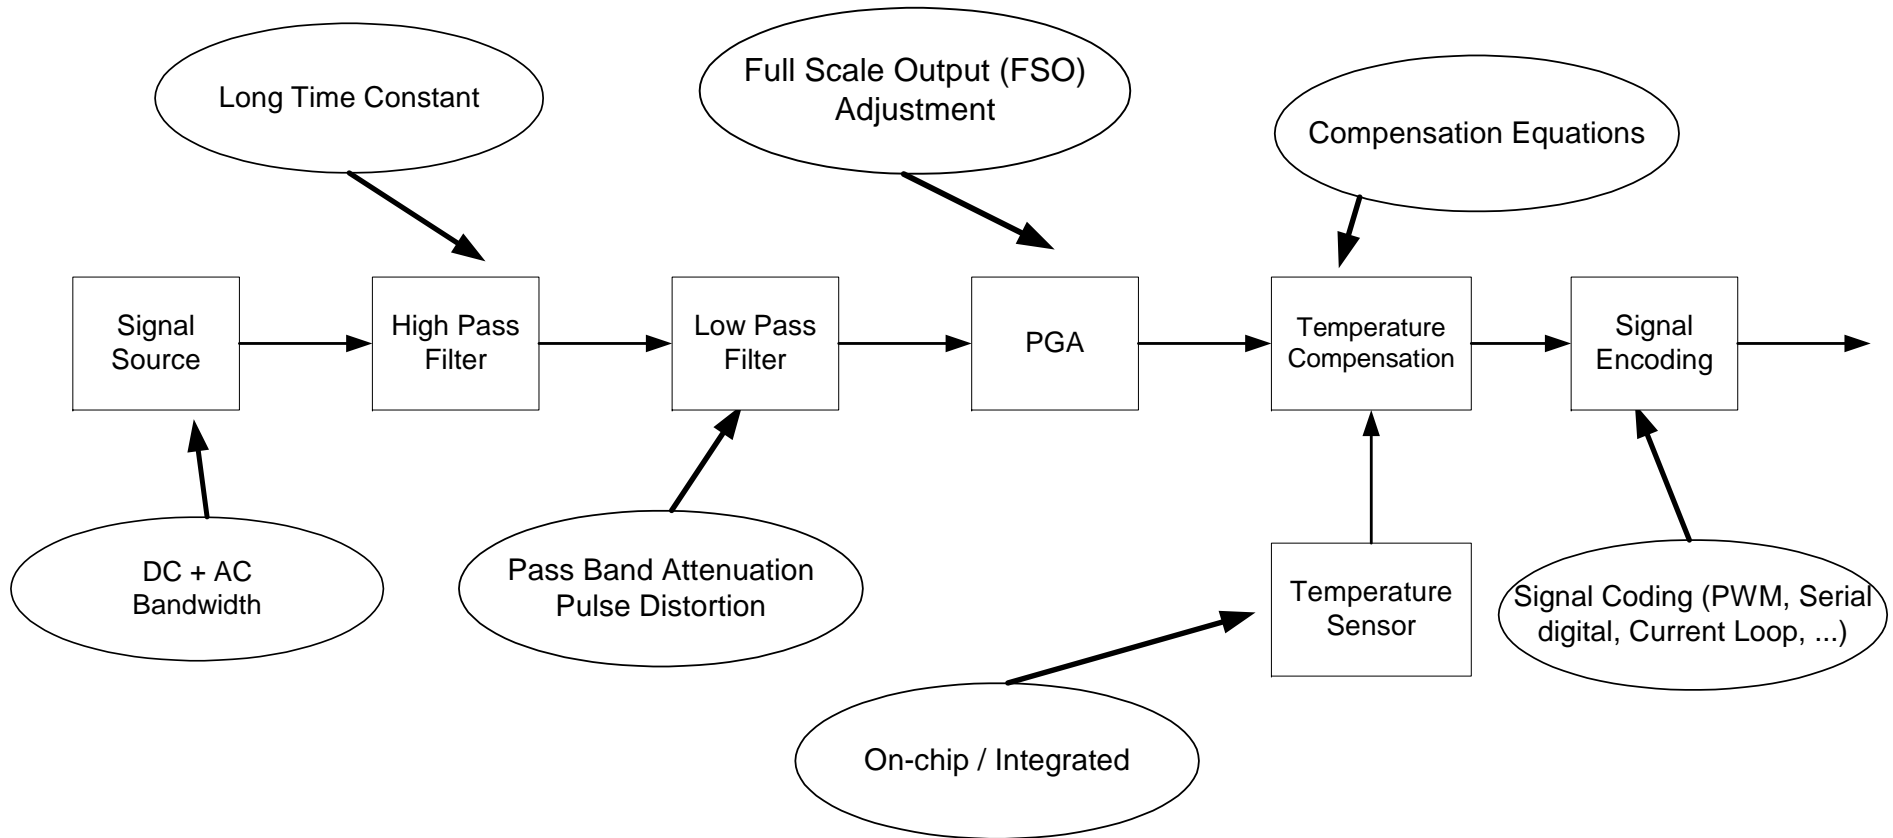 Long Time Constant
Full Scale Output (FSO)
Adjustment
Compensation Equations
Signal
Source
High Pass
Filter
Low Pass
Filter
PGA
Temperature
Compensation
Signal
Encoding
DC + AC
Bandwidth
Pass Band Attenuation
Pulse Distortion
Temperature
Sensor
Signal Coding (PWM, Serial
digital, Current Loop, ...)
On-chip / Integrated